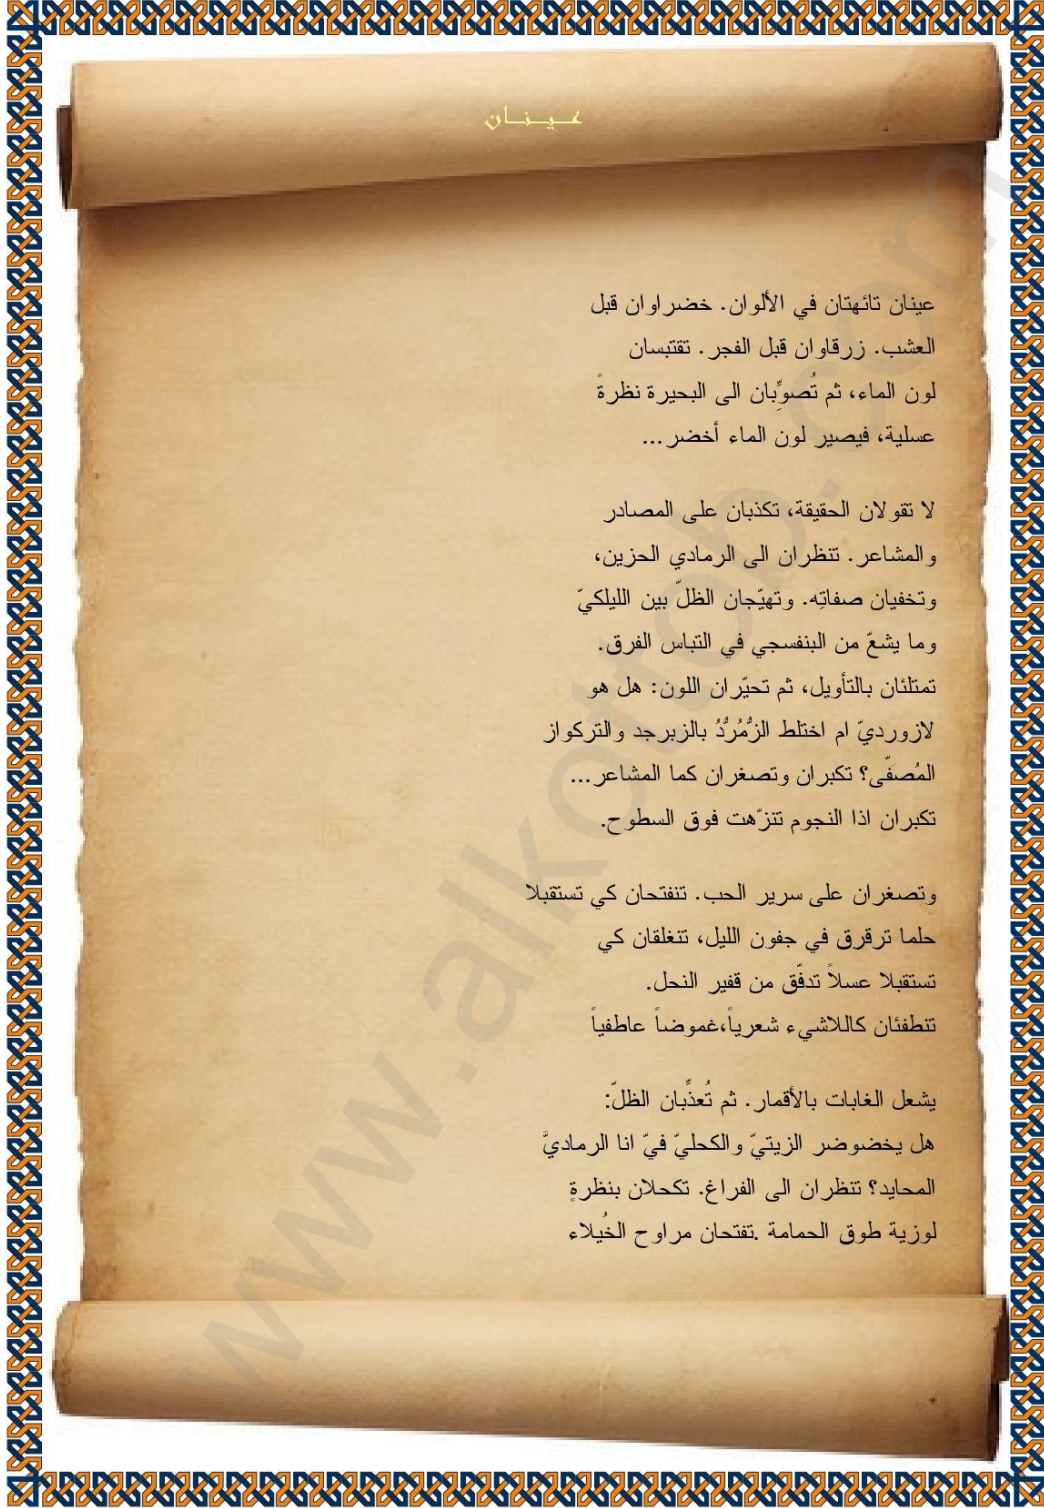 عينان
عينان تائهتان في الألوان. خضراوان قبل
العشب. زرقاوان قبل الفجر. تقتبسان
لون الماء، ثم تُصوِّبان الى البحيرة نظرةً
عسلية، فيصير لون الماء أخضر...
لا تقولان الحقيقة، تكذبان على المصادر
والمشاعر. تنظران الى الرمادي الحزين،
وتخفيان صفاتِه. وتهيّجان الظلّ بين الليلكيّ
وما يشعّ من البنفسجي في التباس الفرق.
تمتلئان بالتأويل، ثم تحيّران اللون: هل هو
لازورديّ ام اختلط الزُّمُرُّدُ بالزبرجد والتركواز
المُصفّى؟ تكبران وتصغران كما المشاعر...
تكبران اذا النجوم تنزّهت فوق السطوح.
وتصغران على سرير الحب. تنفتحان كي تستقبلا
حلما ترقرق في جفون الليل، تنغلقان كي
تستقبلا عسلاً تدفّق من قفير النحل.
تنطفئان كاللاشيء شعرياً،غموضاً عاطفياً
يشعل الغابات بالأقمار. ثم تُعذِّبان الظلّ:
هل يخضوضر الزيتيّ والكحليّ فيّ انا الرماديَّ
المحايد؟ تنظران الى الفراغ. تكحلان بنظرةٍ
لوزية طوق الحمامة .تفتحان مراوح الخُيلاء
www.alkottob.com